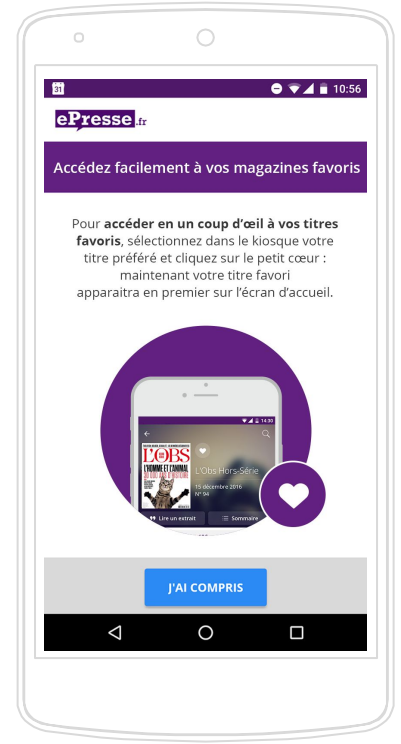 31
10:56
ePresse.fr
Accédez facilement à vos magazines favoris
Pour accéder en un coup d'œil à vos titres
favoris, sélectionnez dans le kiosque votre
titre préféré et cliquez sur le petit cœur :
maintenant votre titre favori
apparaitra en premier sur l'écran d'accueil.
14:30
L'OBS
L'HOMME ET L'ANIMAL
L'Obs Hors-Série
15 décembre 2016
N° 94
Lire un extrait
Sommaire
J'AI COMPRIS